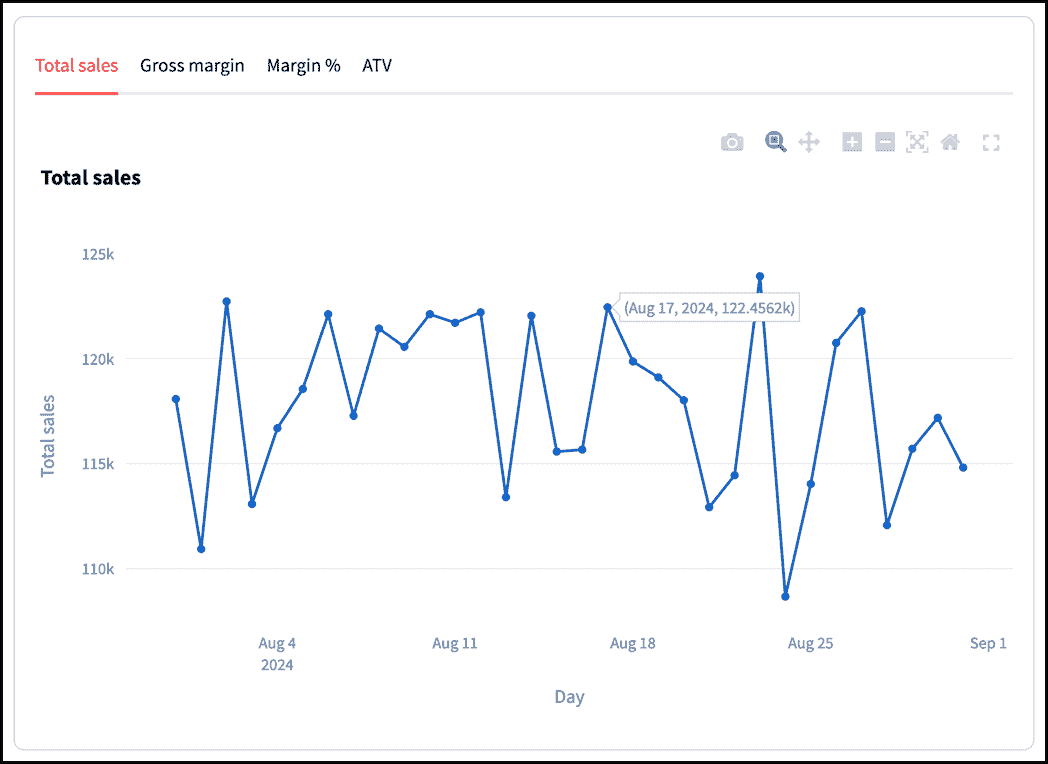 Total sales Gross margin Margin % ATV
Total sales
125k
120k
115k
110k
Total sales
(Aug 17, 2024, 122.4562k)
Aug 4 Aug 11 Aug 18 Aug 25 Sep 1
2024
Day